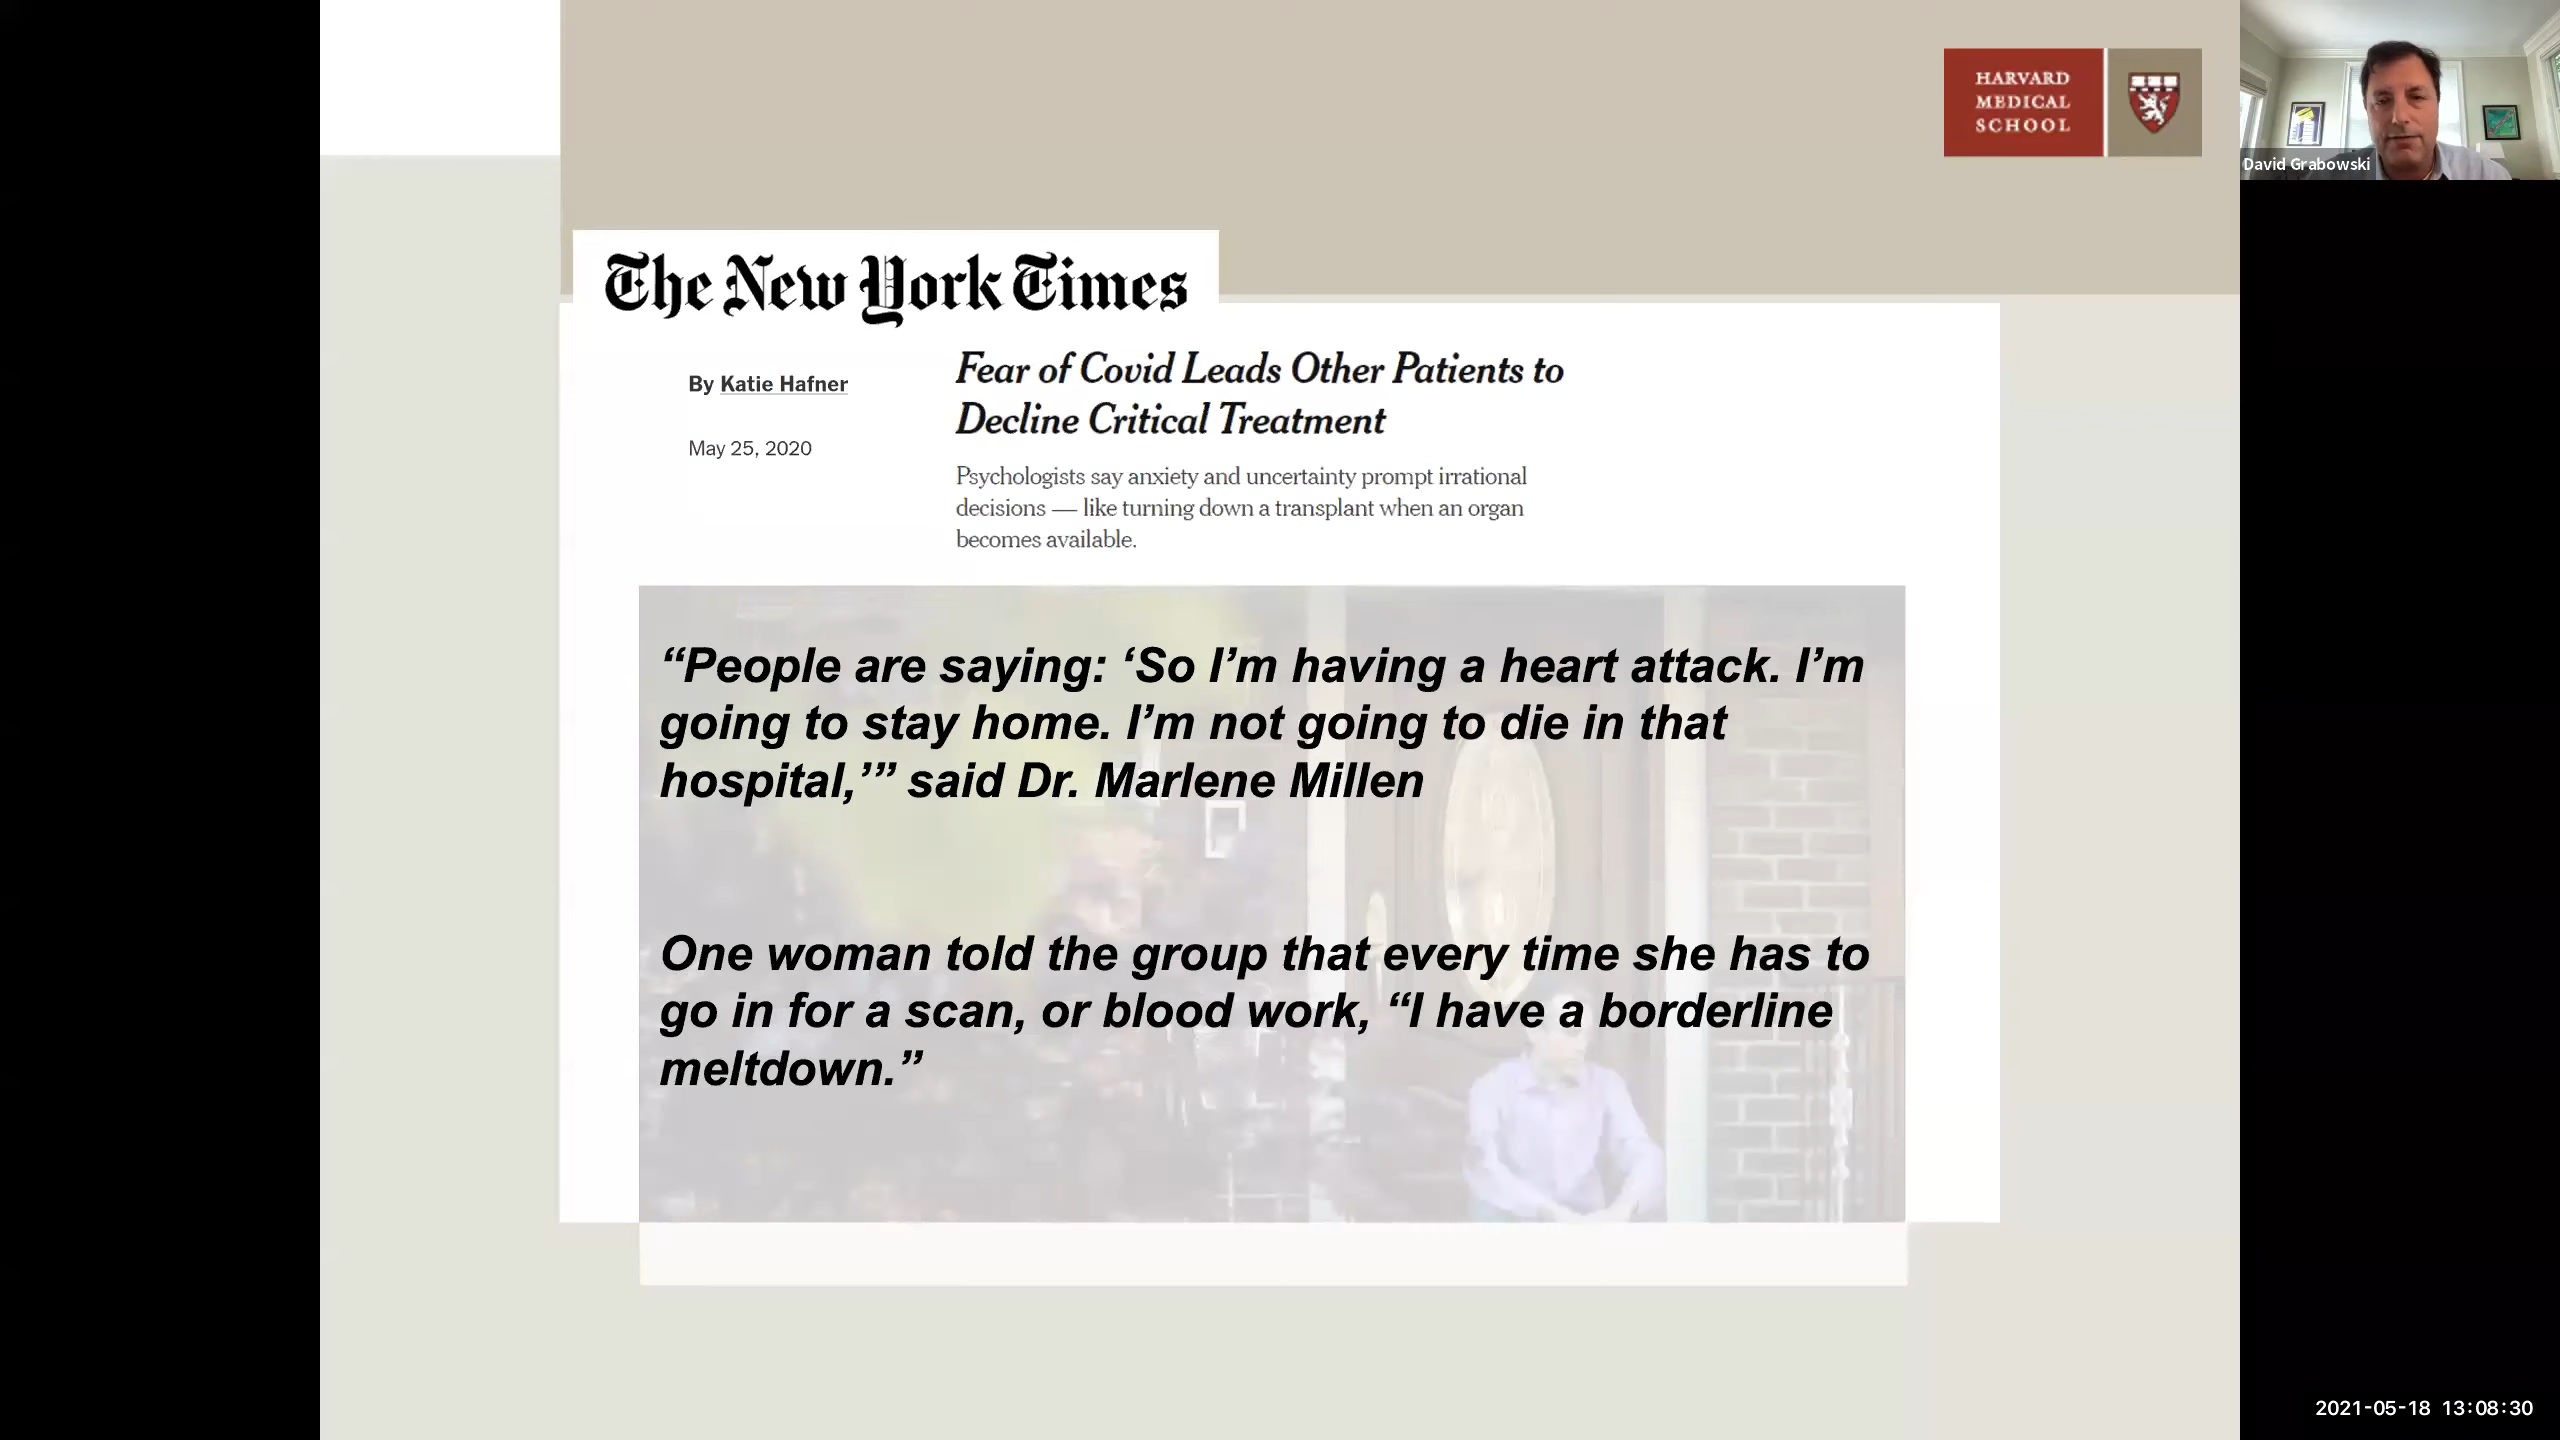 HARVARD
MEDICAL
SCHOOL
David Grabowski
The New York Times
By Katie Hafner
May 25, 2020
Fear of Covid Leads Other Patients to
Decline Critical Treatment
Psychologists say anxiety and uncertainty prompt irrational
decisions — like turning down a transplant when an organ
becomes available.
“People are saying: ‘So I’m having a heart attack. I’m
going to stay home. I’m not going to die in that
hospital,’” said Dr. Marlene Millen
One woman told the group that every time she has to
go in for a scan, or blood work, “I have a borderline
meltdown.”
2021-05-18 13:08:30